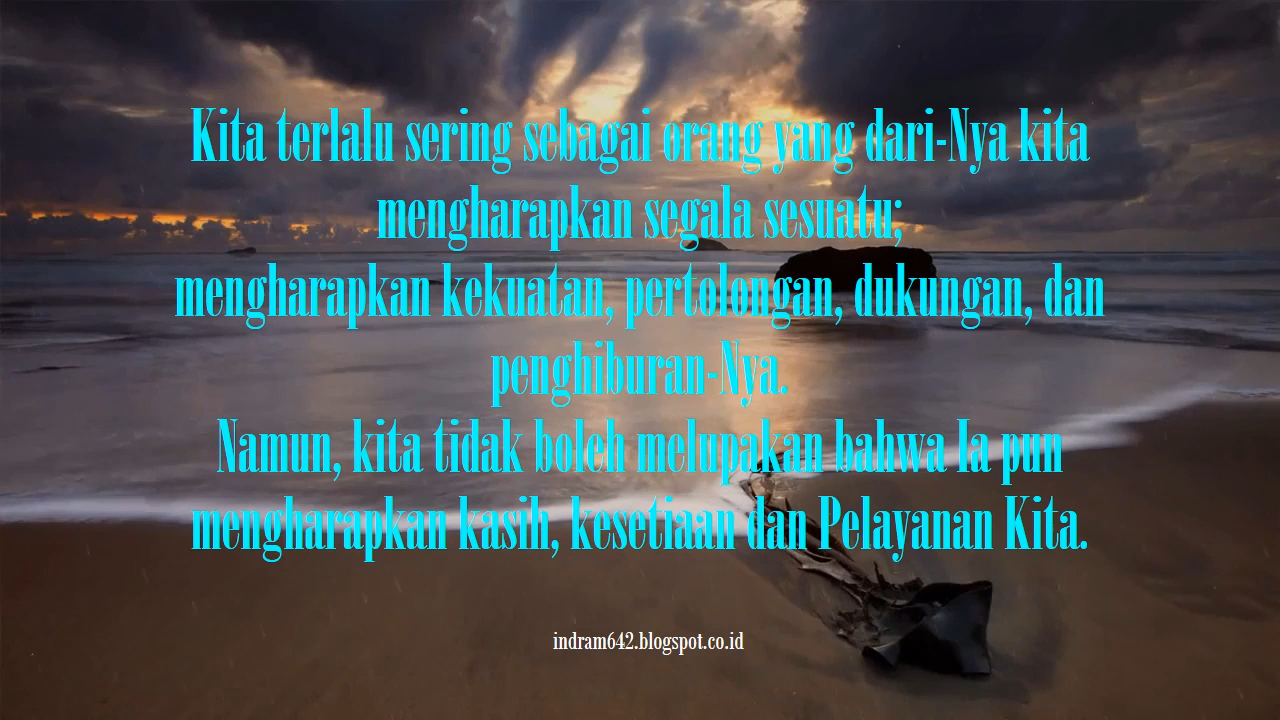 Kita terlalu sering sebagai orang yang dari-Nya kita
mengharapkan segala sesuatu;
mengharapkan kekuatan, pertolongan, dukungan, dan
penghiburan-Nya.
Namun, kita tidak boleh melupakan bahwa Ia pun
mengharapkan kasih, kesetiaan dan Pelayanan Kita.
indram642.blogspot.co.id